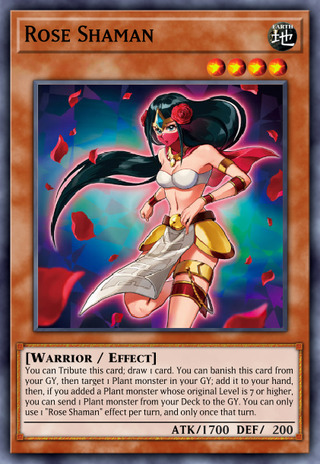 Rose Shaman
EARTH
地
[Warrior / Effect]
You can Tribute this card; draw 1 card. You can banish this card from
your GY, then target 1 Plant monster in your GY; add it to your hand,
then, if you added a Plant monster whose original Level is 7 or higher,
you can send 1 Plant monster from your Deck to the GY. You can only
use 1 "Rose Shaman" effect per turn, and only once that turn.
ATK/1700 DEF/ 200